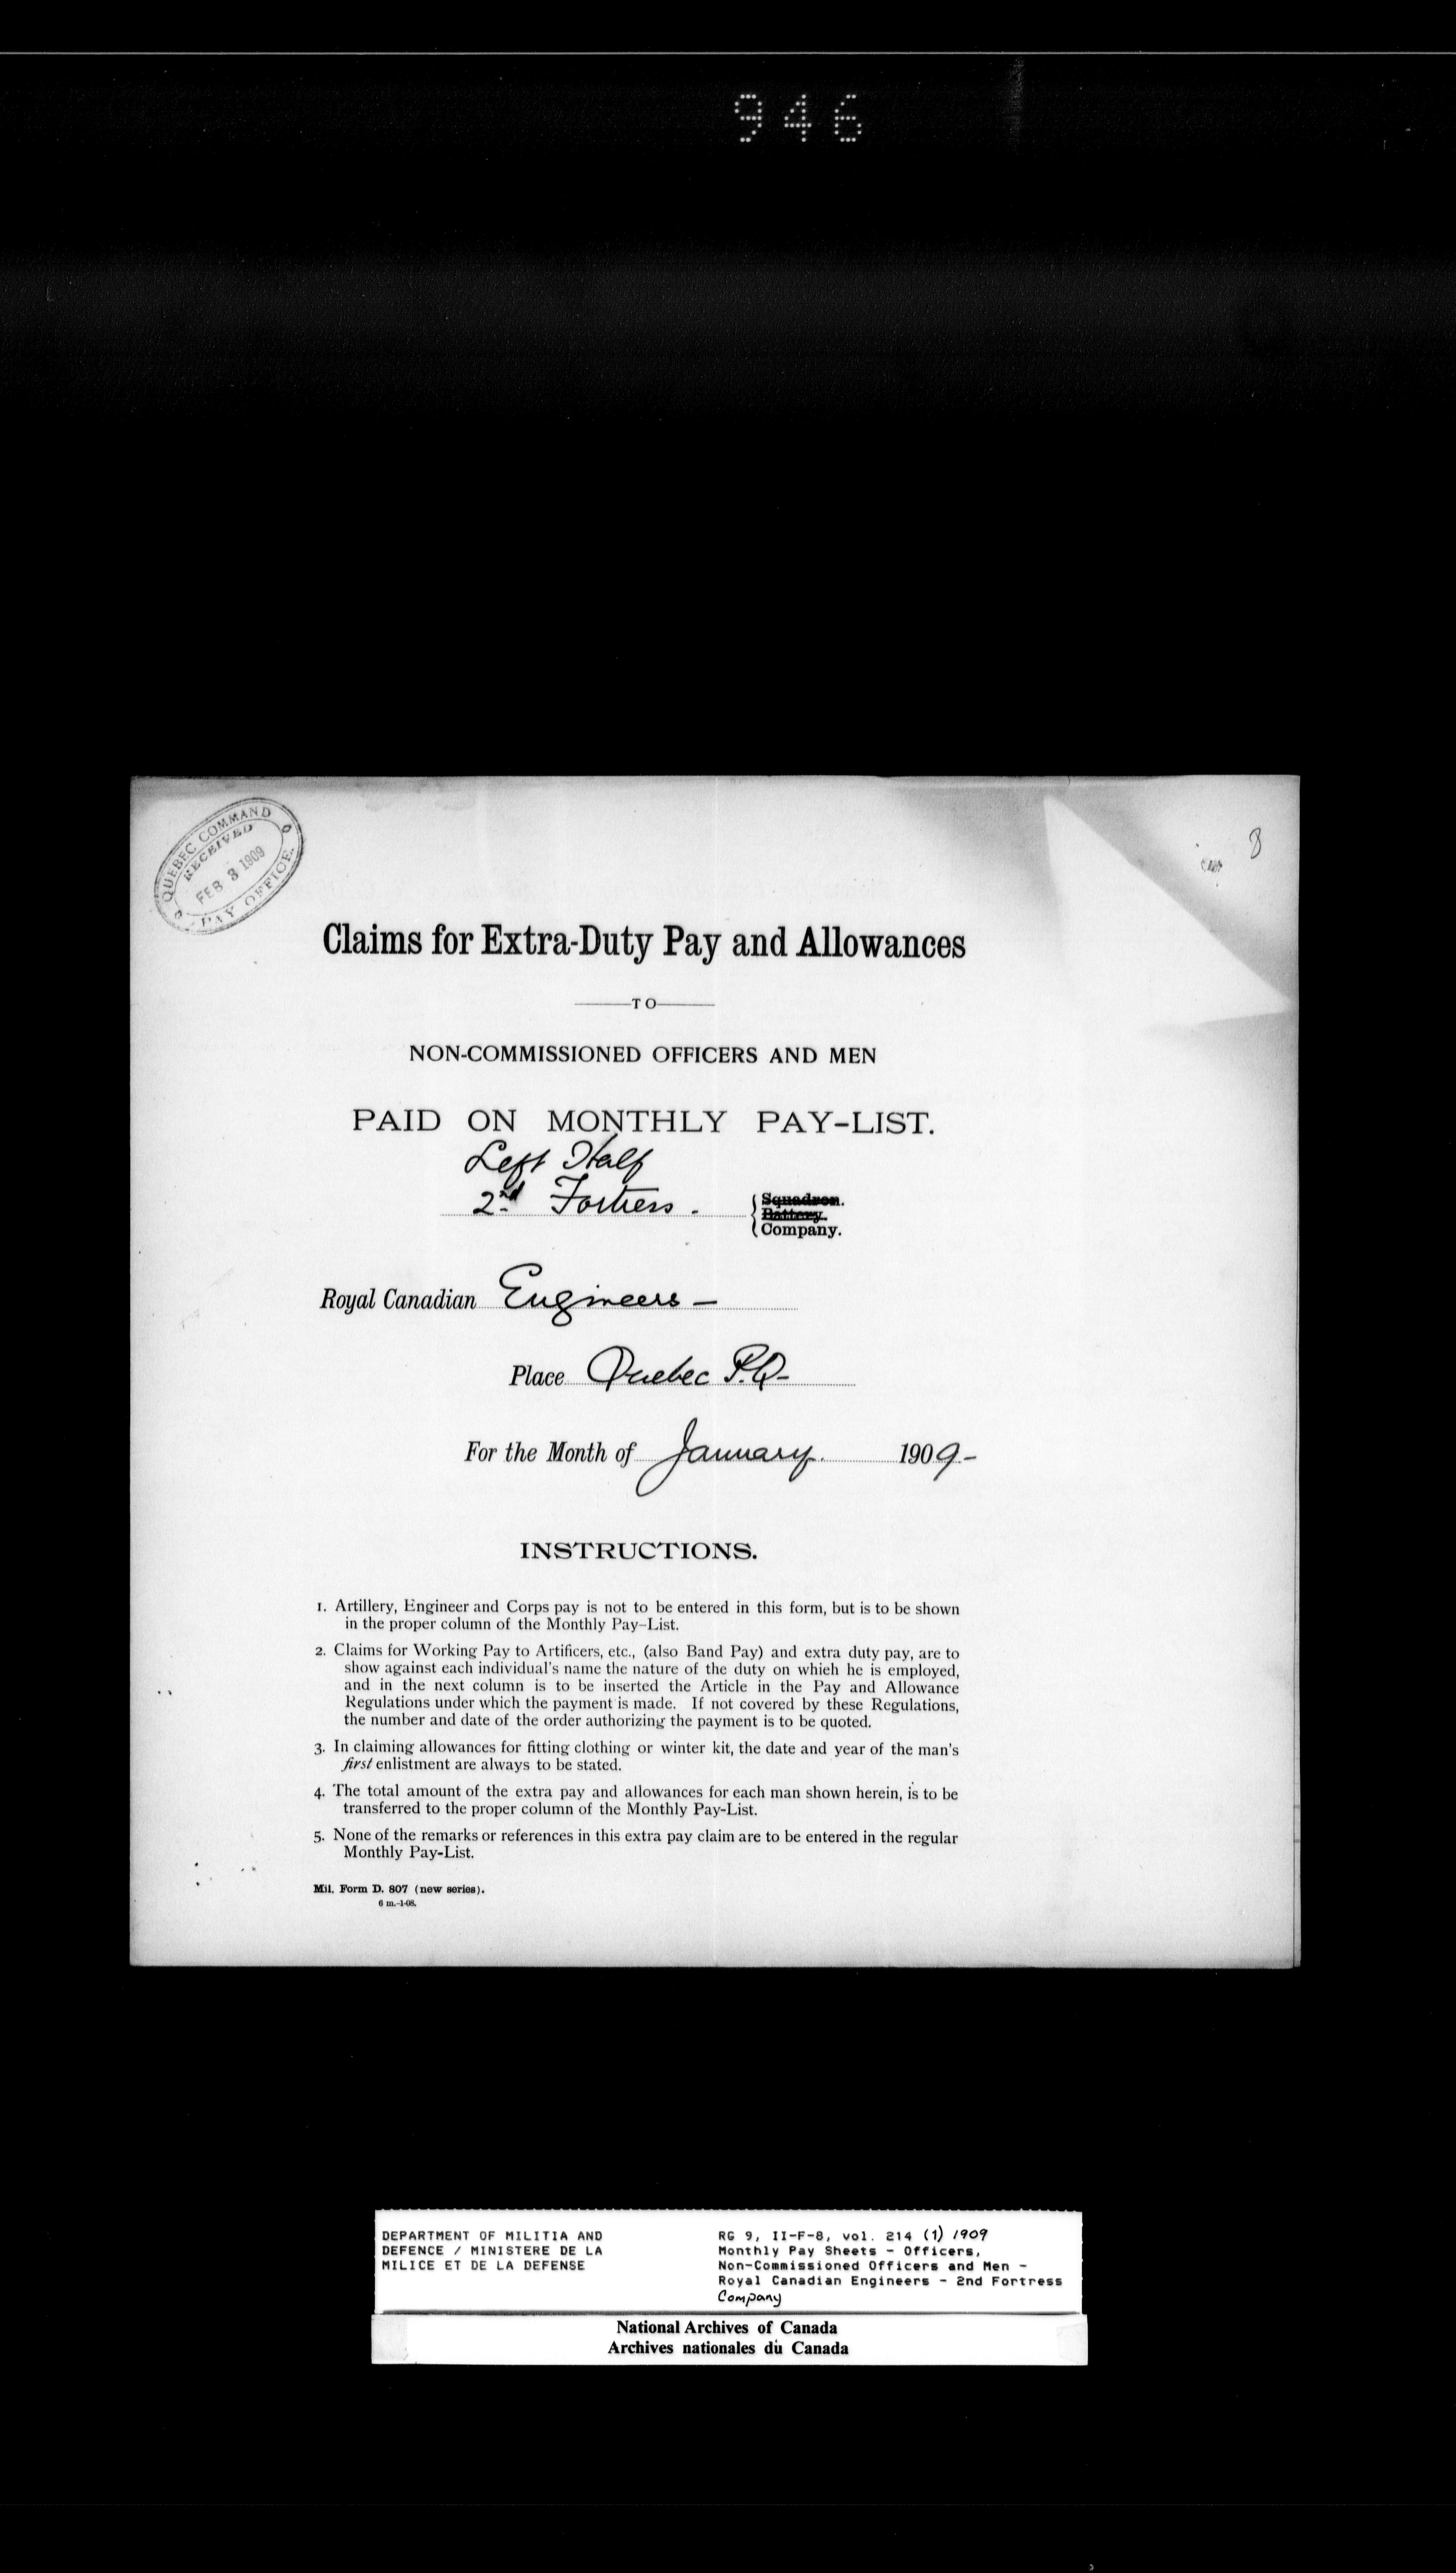 946
QUEBEC COMMAND
RECEIVED
FEB 3 1909
PAY OFFICE.
8
Claims for Extra-Duty Pay and Allowances
TO
NON-COMMISSIONED OFFICERS AND MEN
PAID ON MONTHLY PAY-LIST.
Left Half
2nd Fortress.
Squadron.
Battery.
Company.
Royal Canadian Engineers-
Place Quebec P.Q-
For the Month of January. 1909-
INSTRUCTIONS.
1. Artillery, Engineer and Corps pay is not to be entered in this form, but is to be shown
in the proper column of the Monthly Pay-List.
2. Claims for Working Pay to Artificers, etc., (also Band Pay) and extra duty pay, are to
show against each individual's name the nature of the duty on which he is employed,
and in the next column is to be inserted the Article in the Pay and Allowance
Regulations under which the payment is made. If not covered by these Regulations,
the number and date of the order authorizing the payment is to be quoted.
3. In claiming allowances for fitting clothing or winter kit, the date and year of the man's
first enlistment are always to be stated.
4. The total amount of the extra pay and allowances for each man shown herein, is to be
transferred to the proper column of the Monthly Pay-List.
5. None of the remarks or references in this extra pay claim are to be entered in the regular
Monthly Pay-List.
Mil. Form D. 807 (new series).
6 m.-1-08.
DEPARTMENT OF MILITIA AND
DEFENCE / MINISTERE DE LA
MILICE ET DE LA DEFENSE
RG 9, II-F-8, vol. 214 (1) 1909
Monthly Pay Sheets - Officers,
Non-Commissioned Officers and Men -
Royal Canadian Engineers - 2nd Fortress
Company
National Archives of Canada
Archives nationales du Canada